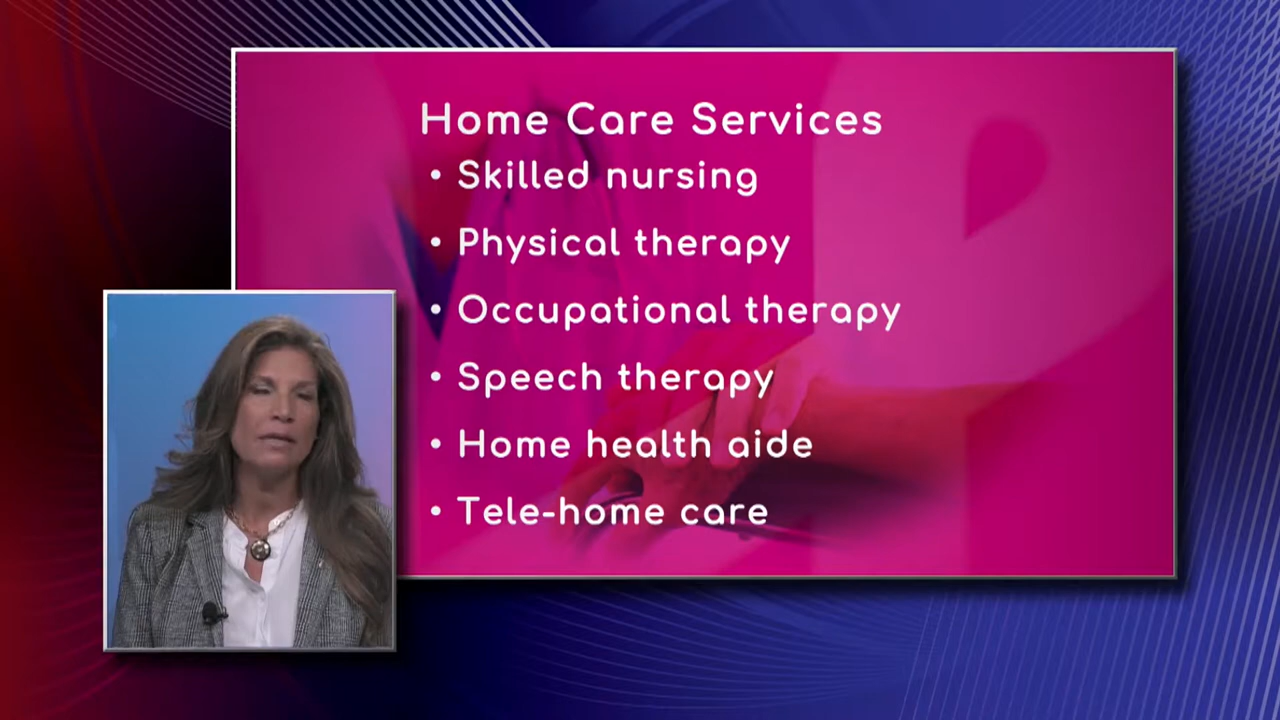 Home Care Services
• Skilled nursing
• Physical therapy
• Occupational therapy
• Speech therapy
• Home health aide
• Tele-home care